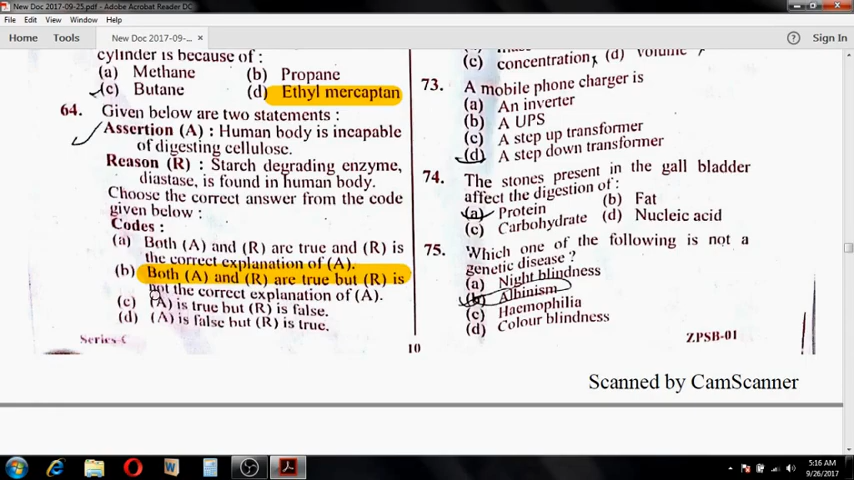 New Doc 2017-09-25.pdf - Adobe Acrobat Reader DC
File Edit View Window Help
Home Tools New Doc 2017-09-... × Sign In
cylinder is because of :
(a) Methane (b) Propane
(c) Butane (d) Ethyl mercaptan
64. Given below are two statements :
Assertion (A) : Human body is incapable
of digesting cellulose.
Reason (R) : Starch degrading enzyme,
diastase, is found in human body.
Choose the correct answer from the code
given below :
Codes :
(a) Both (A) and (R) are true and (R) is
the correct explanation of (A).
(b) Both (A) and (R) are true but (R) is
not the correct explanation of (A).
(c) (A) is true but (R) is false.
(d) (A) is false but (R) is true.
Series-C
10
(c) concentration (d) volume
73. A mobile phone charger is
(a) An inverter
(b) A UPS
(c) A step up transformer
(d) A step down transformer
74. The stones present in the gall bladder
affect the digestion of :
(a) Protein (b) Fat
(c) Carbohydrate (d) Nucleic acid
75. Which one of the following is not a
genetic disease ?
(a) Night blindness
(b) Albinism
(c) Haemophilia
(d) Colour blindness
ZPSB-01
Scanned by CamScanner
5:16 AM
9/26/2017